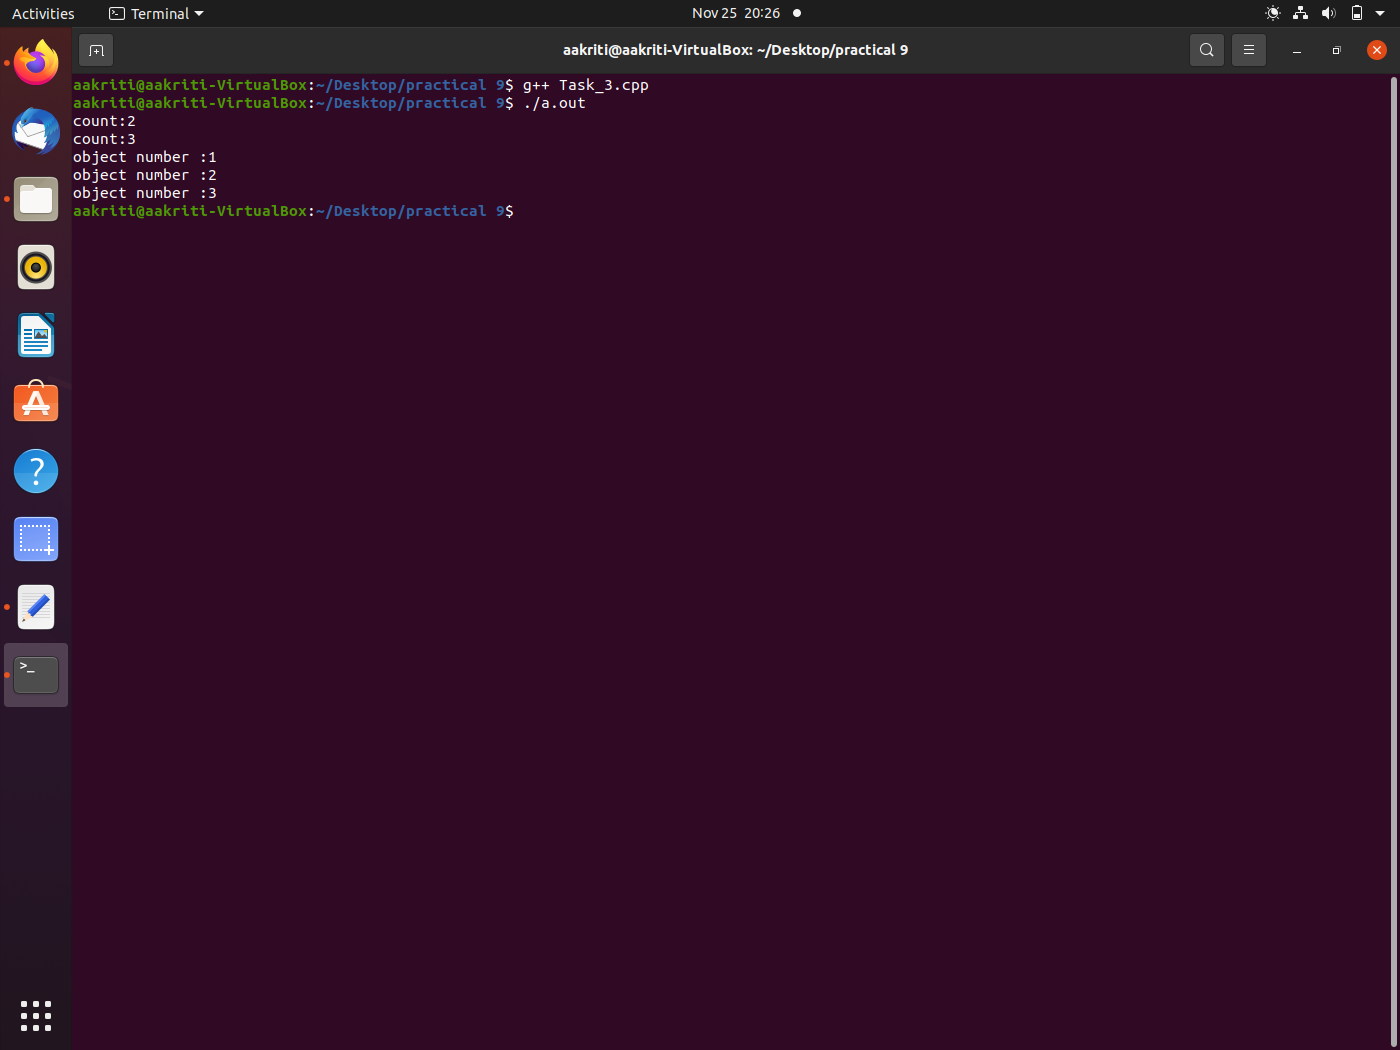 Activities Terminal Nov 25 20:26
aakriti@aakriti-VirtualBox: ~/Desktop/practical 9
aakriti@aakriti-VirtualBox:~/Desktop/practical 9$ g++ Task_3.cpp
aakriti@aakriti-VirtualBox:~/Desktop/practical 9$ ./a.out
count:2
count:3
object number :1
object number :2
object number :3
aakriti@aakriti-VirtualBox:~/Desktop/practical 9$